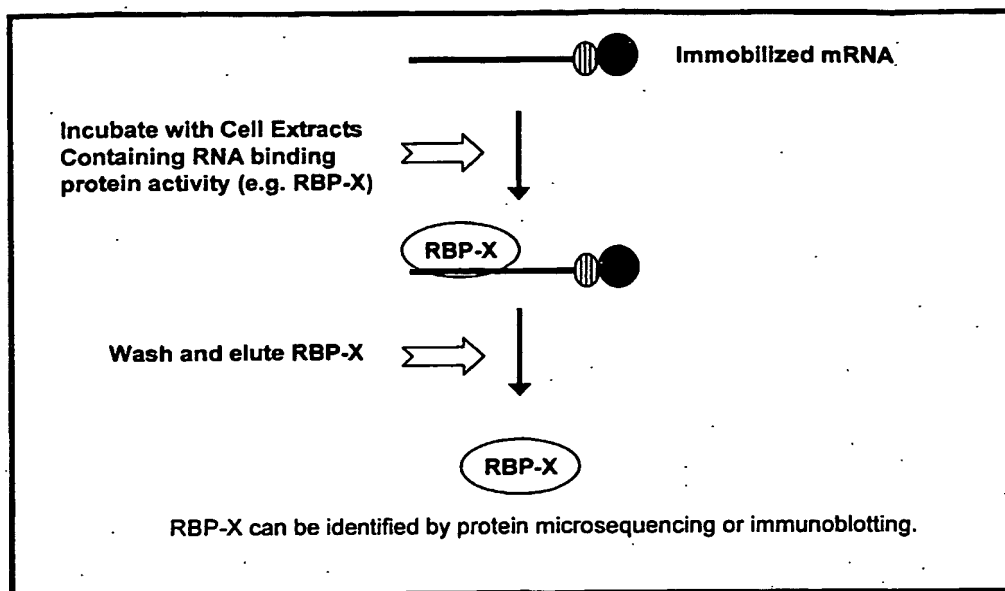 Immobilized mRNA
Incubate with Cell Extracts
Containing RNA binding
protein activity (e.g. RBP-X)
RBP-X
Wash and elute RBP-X
RBP-X
RBP-X can be identified by protein microsequencing or immunoblotting.